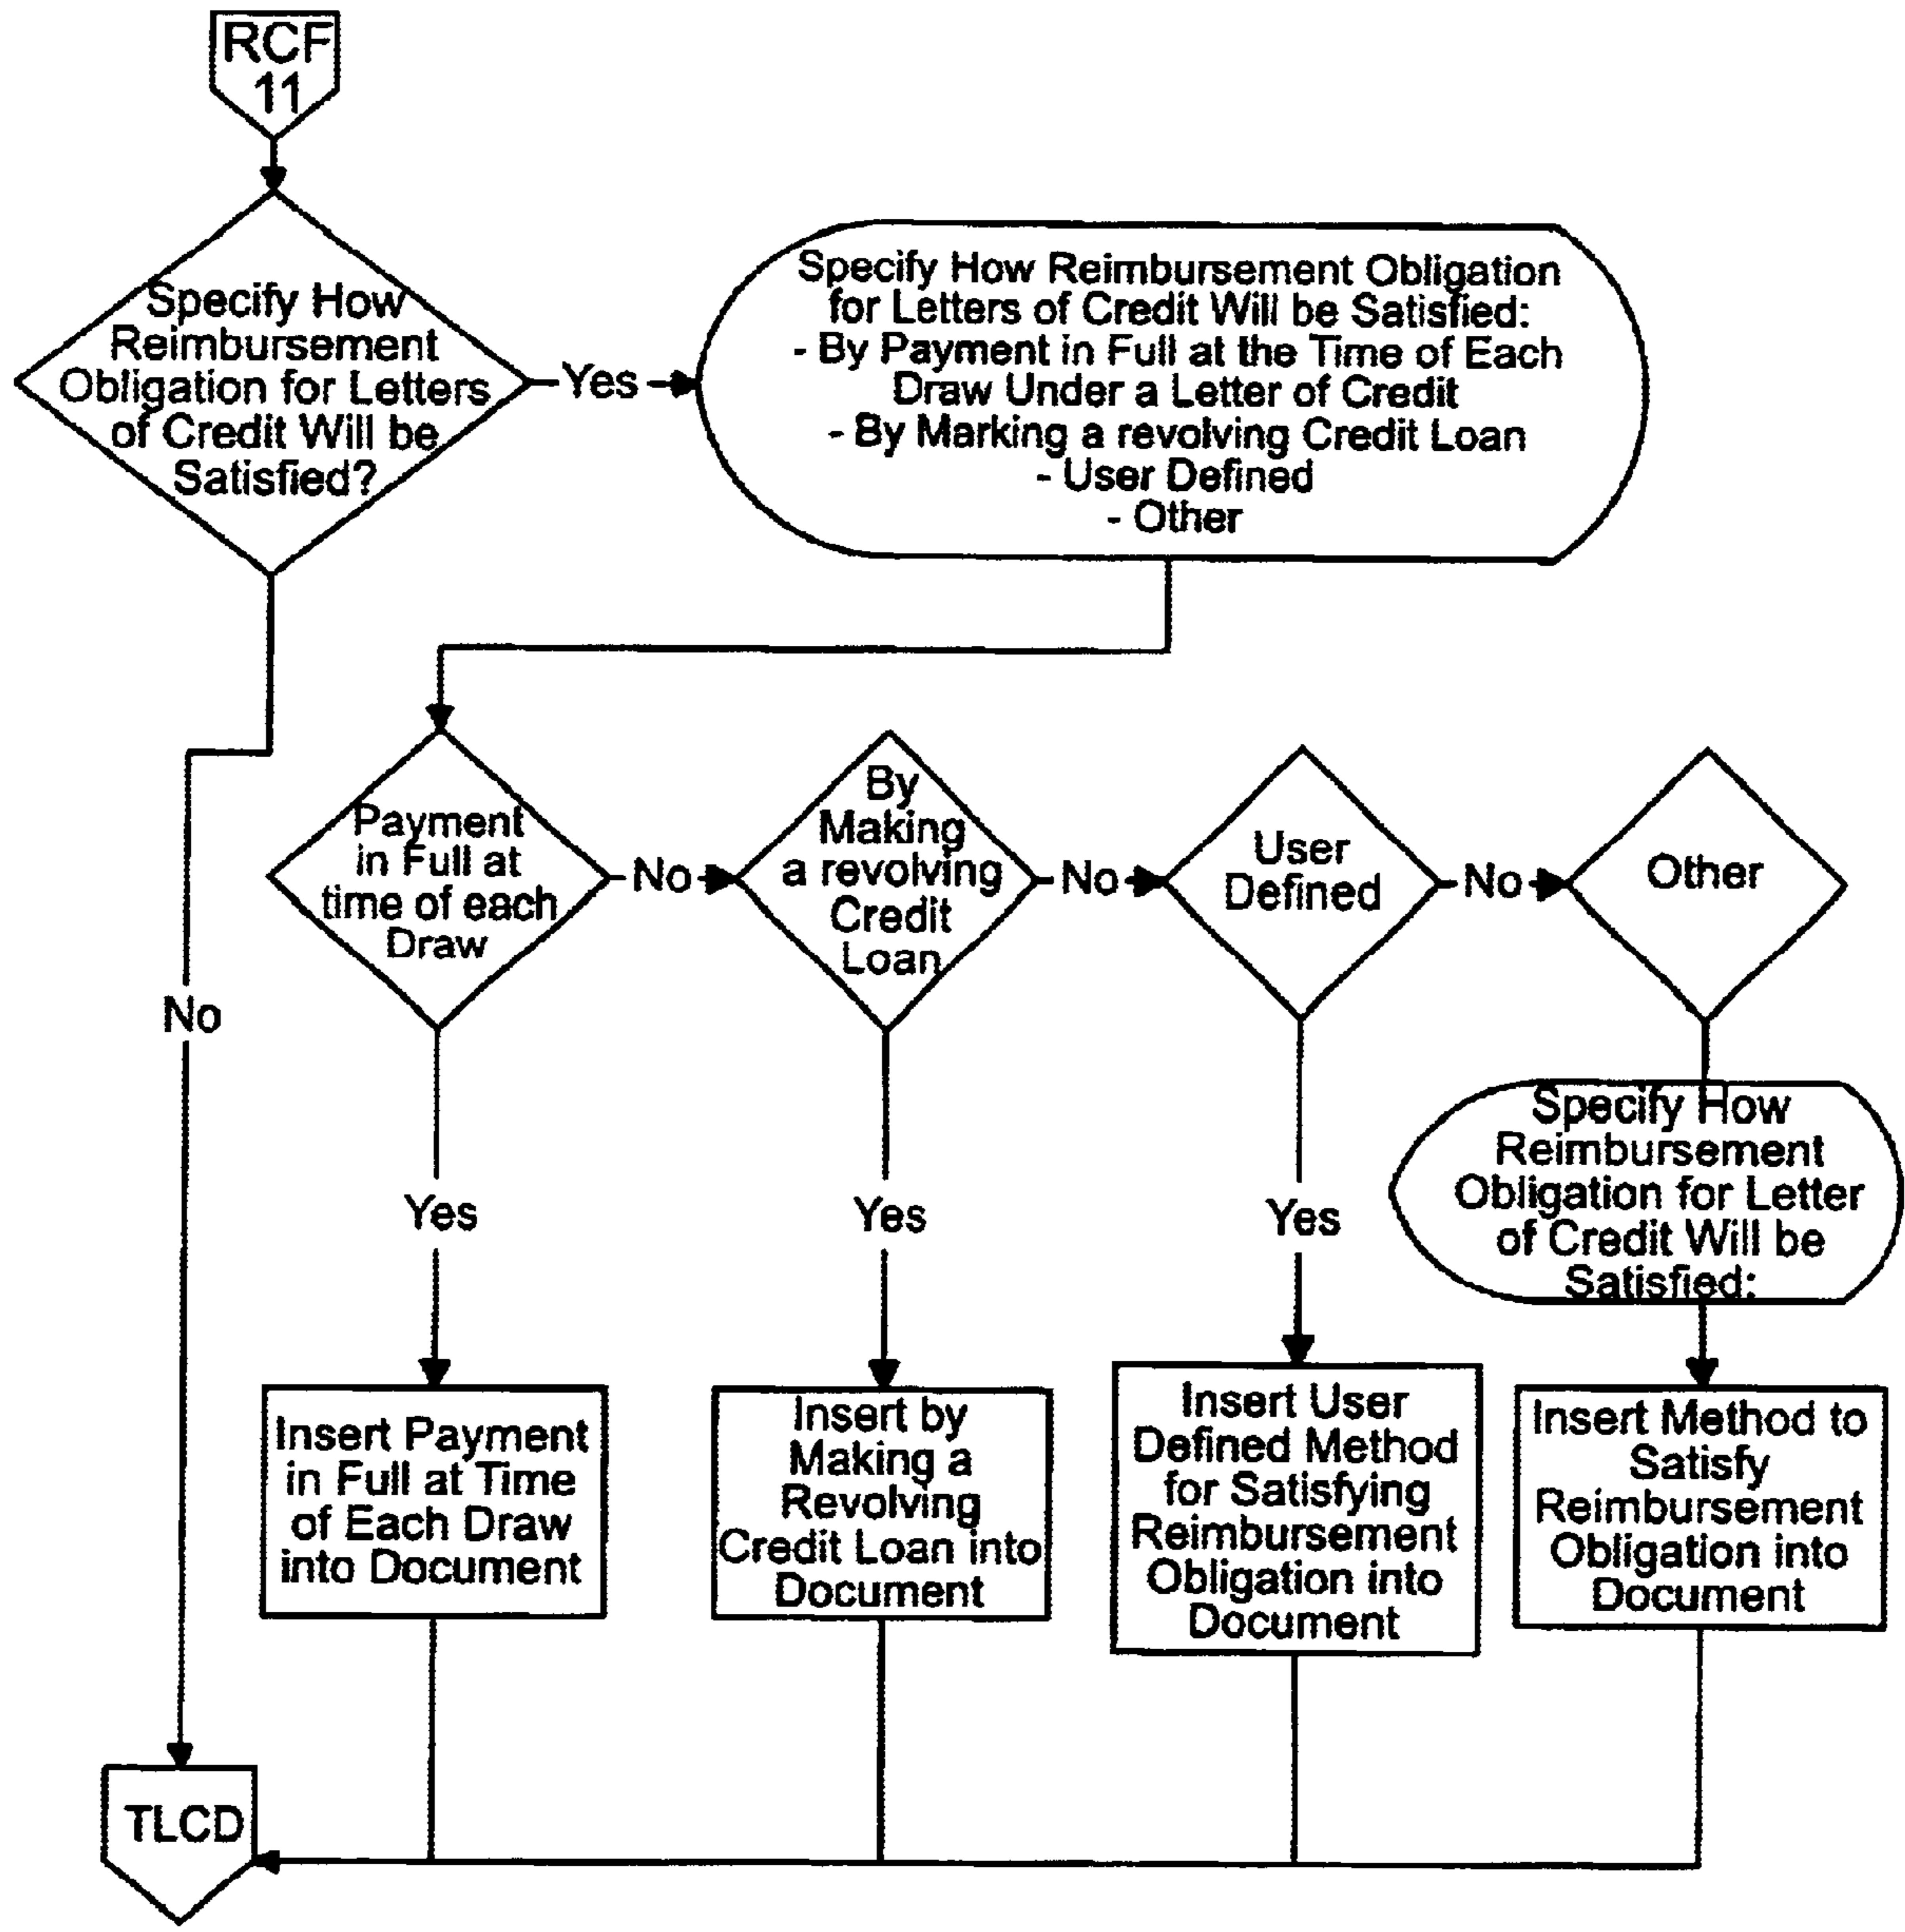 RCF
11
Specify How
Reimbursement
Obligation for Letters
of Credit Will be
Satisfied?
Yes
Specify How Reimbursement Obligation
for Letters of Credit Will be Satisfied:
- By Payment in Full at the Time of Each
Draw Under a Letter of Credit
- By Marking a revolving Credit Loan
- User Defined
- Other
Payment
in Full at
time of each
Draw
No
By
Making
a revolving
Credit
Loan
No
User
Defined
No
Other
No
Yes
Yes
Yes
Specify How
Reimbursement
Obligation for Letter
of Credit Will be
Satisfied:
Insert Payment
in Full at Time
of Each Draw
into Document
Insert by
Making a
Revolving
Credit Loan into
Document
Insert User
Defined Method
for Satisfying
Reimbursement
Obligation into
Document
Insert Method to
Satisfy
Reimbursement
Obligation into
Document
TLCD